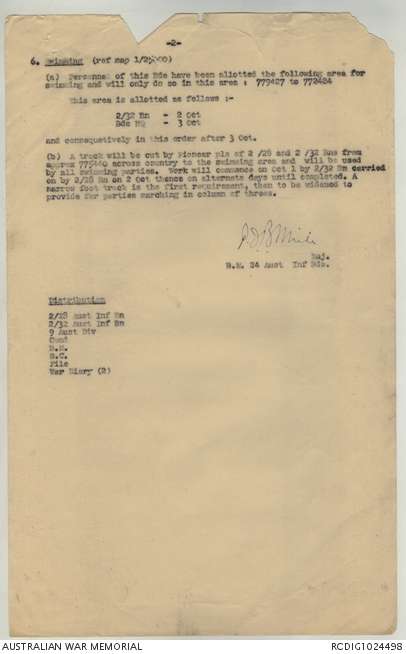 -2-
6. Swimming (ref map 1/25000)
(a) Personnel of this Bde have been allotted the following area for
swimming and will only do so in this area : 779427 to 772424
This area is allotted as follows :-
2/32 Bn - 2 Oct
Bde HQ - 3 Oct
and consequetively in this order after 3 Oct.
(b) A track will be cut by Pioneer pls of 2 /28 and 2 /32 Bns from
approx 775440 across country to the swimming area and will be used
by all swimming parties. Work will commence on Oct 1 by 2/32 Bn carried
on by 2/28 Bn on 2 Oct thence on alternate days until completed. A
narrow foot track is the first requirement, then to be widened to
provide for parties marching in column of threes.
Maj.
B.M. 24 Aust Inf Bde.
Distribution
2/28 Aust Inf Bn
2/32 Aust Inf Bn
9 Aust Div
Comd
B.M.
S.C.
File
War Diary (2)
AUSTRALIAN WAR MEMORIAL
RCDIG1024498